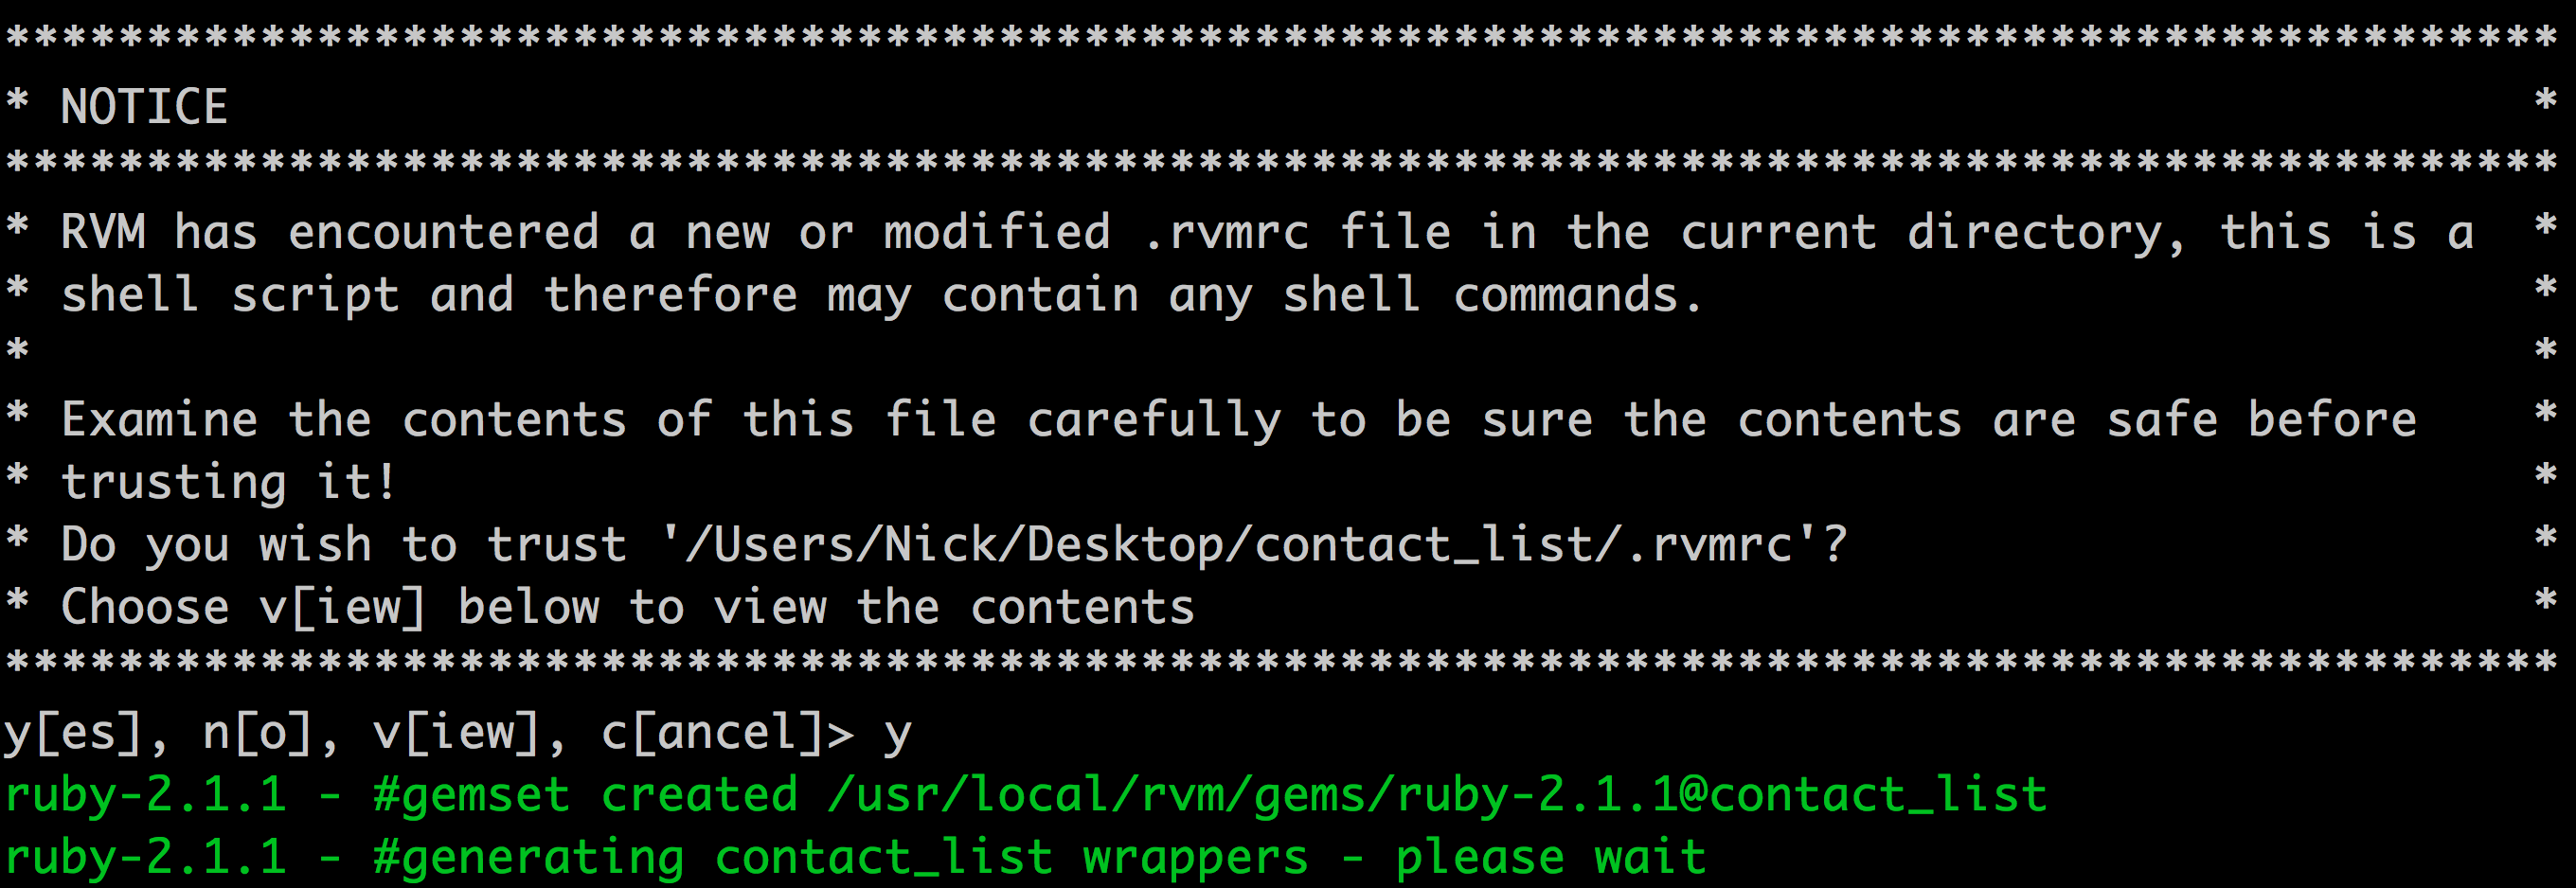 ******************************************************************************************
* NOTICE                                                                                 *
******************************************************************************************
* RVM has encountered a new or modified .rvmrc file in the current directory, this is a  *
* shell script and therefore may contain any shell commands.                             *
*                                                                                        *
* Examine the contents of this file carefully to be sure the contents are safe before    *
* trusting it!                                                                           *
* Do you wish to trust '/Users/Nick/Desktop/contact_list/.rvmrc'?                        *
* Choose v[iew] below to view the contents                                               *
******************************************************************************************
y[es], n[o], v[iew], c[ancel]> y
ruby-2.1.1 - #gemset created /usr/local/rvm/gems/ruby-2.1.1@contact_list
ruby-2.1.1 - #generating contact_list wrappers - please wait